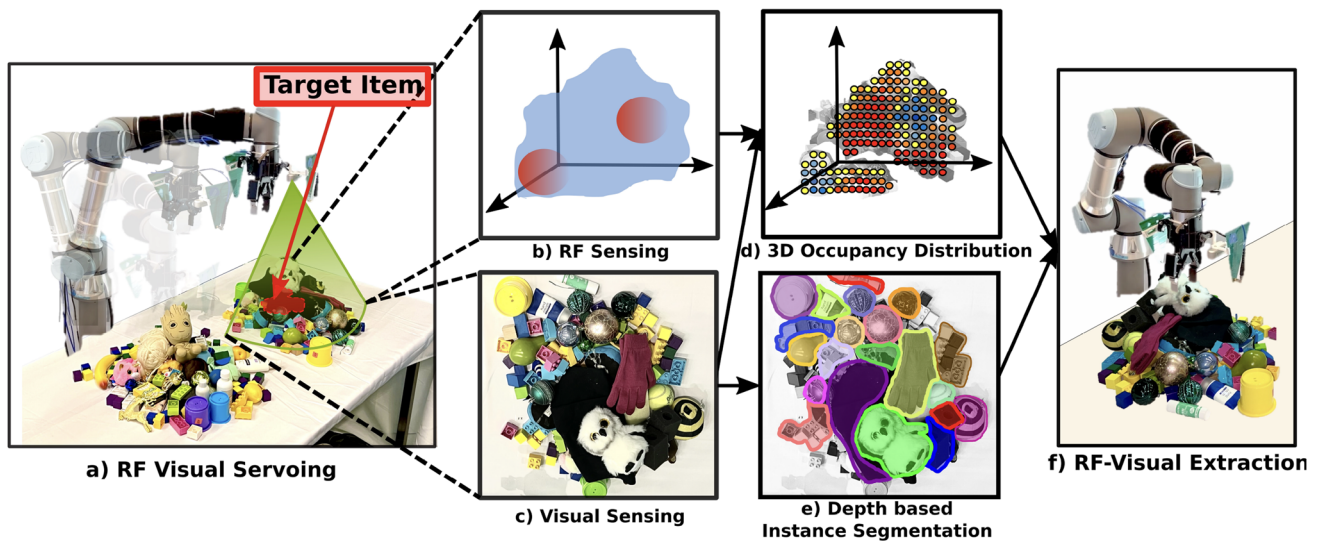 Target Item
a) RF Visual Servoing
b) RF Sensing
c) Visual Sensing
d) 3D Occupancy Distribution
e) Depth based
Instance Segmentation
f) RF-Visual Extraction